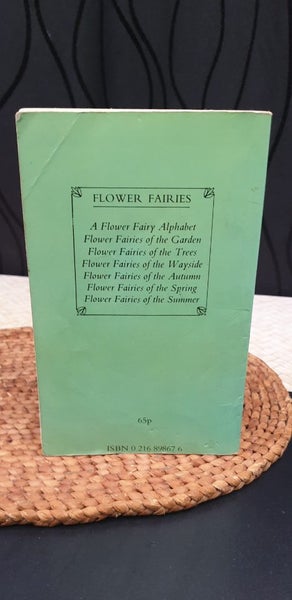 FLOWER FAIRIES
A Flower Fairy Alphabet
Flower Fairies of the Garden
Flower Fairies of the Trees
Flower Fairies of the Wayside
Flower Fairies of the Autumn
Flower Fairies of the Spring
Flower Fairies of the Summer
65p
ISBN 0 216 89867 6